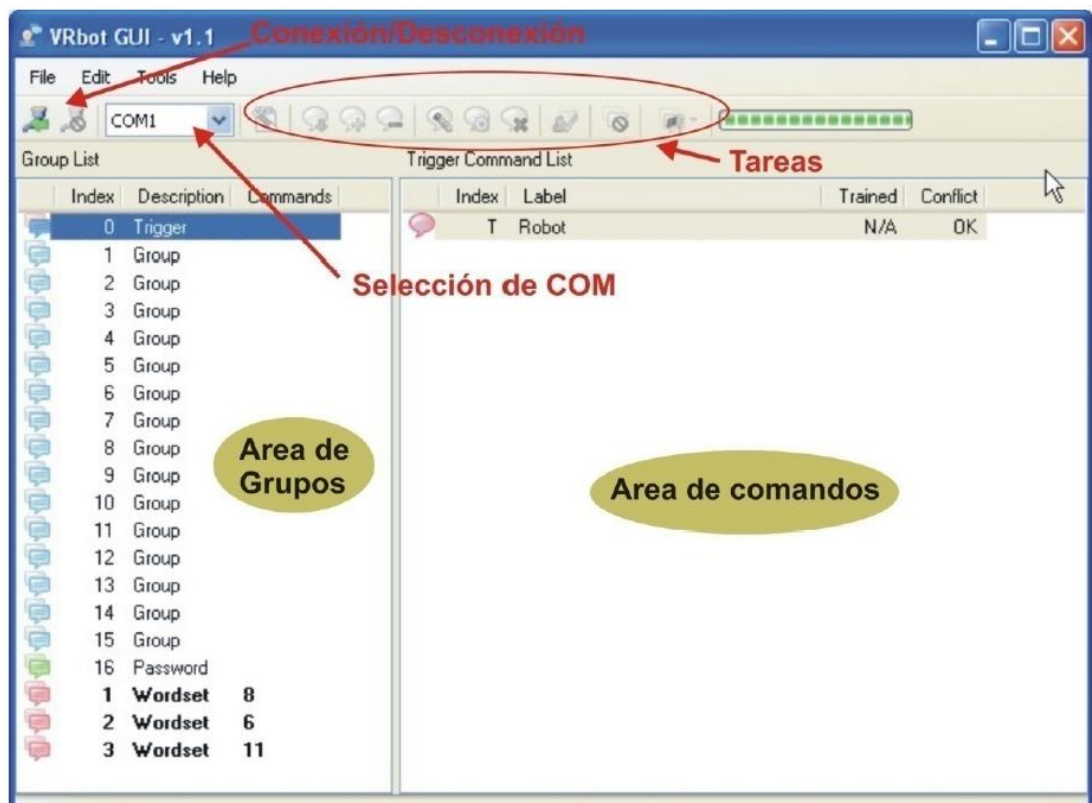 VRbot GUI - v1.1 Conexión/Desconexión
File Edit Tools Help
COM1
Tareas
Group List Trigger Command List
Index Description Commands Index Label Trained Conflict
0 Trigger T Robot N/A OK
1 Group
2 Group
Selección de COM
3 Group
4 Group
5 Group
6 Group
7 Group
8 Group
9 Group
10 Group
11 Group
12 Group
13 Group
14 Group
15 Group
16 Password
1 Wordset 8
2 Wordset 6
3 Wordset 11
Area de
Grupos
Area de comandos